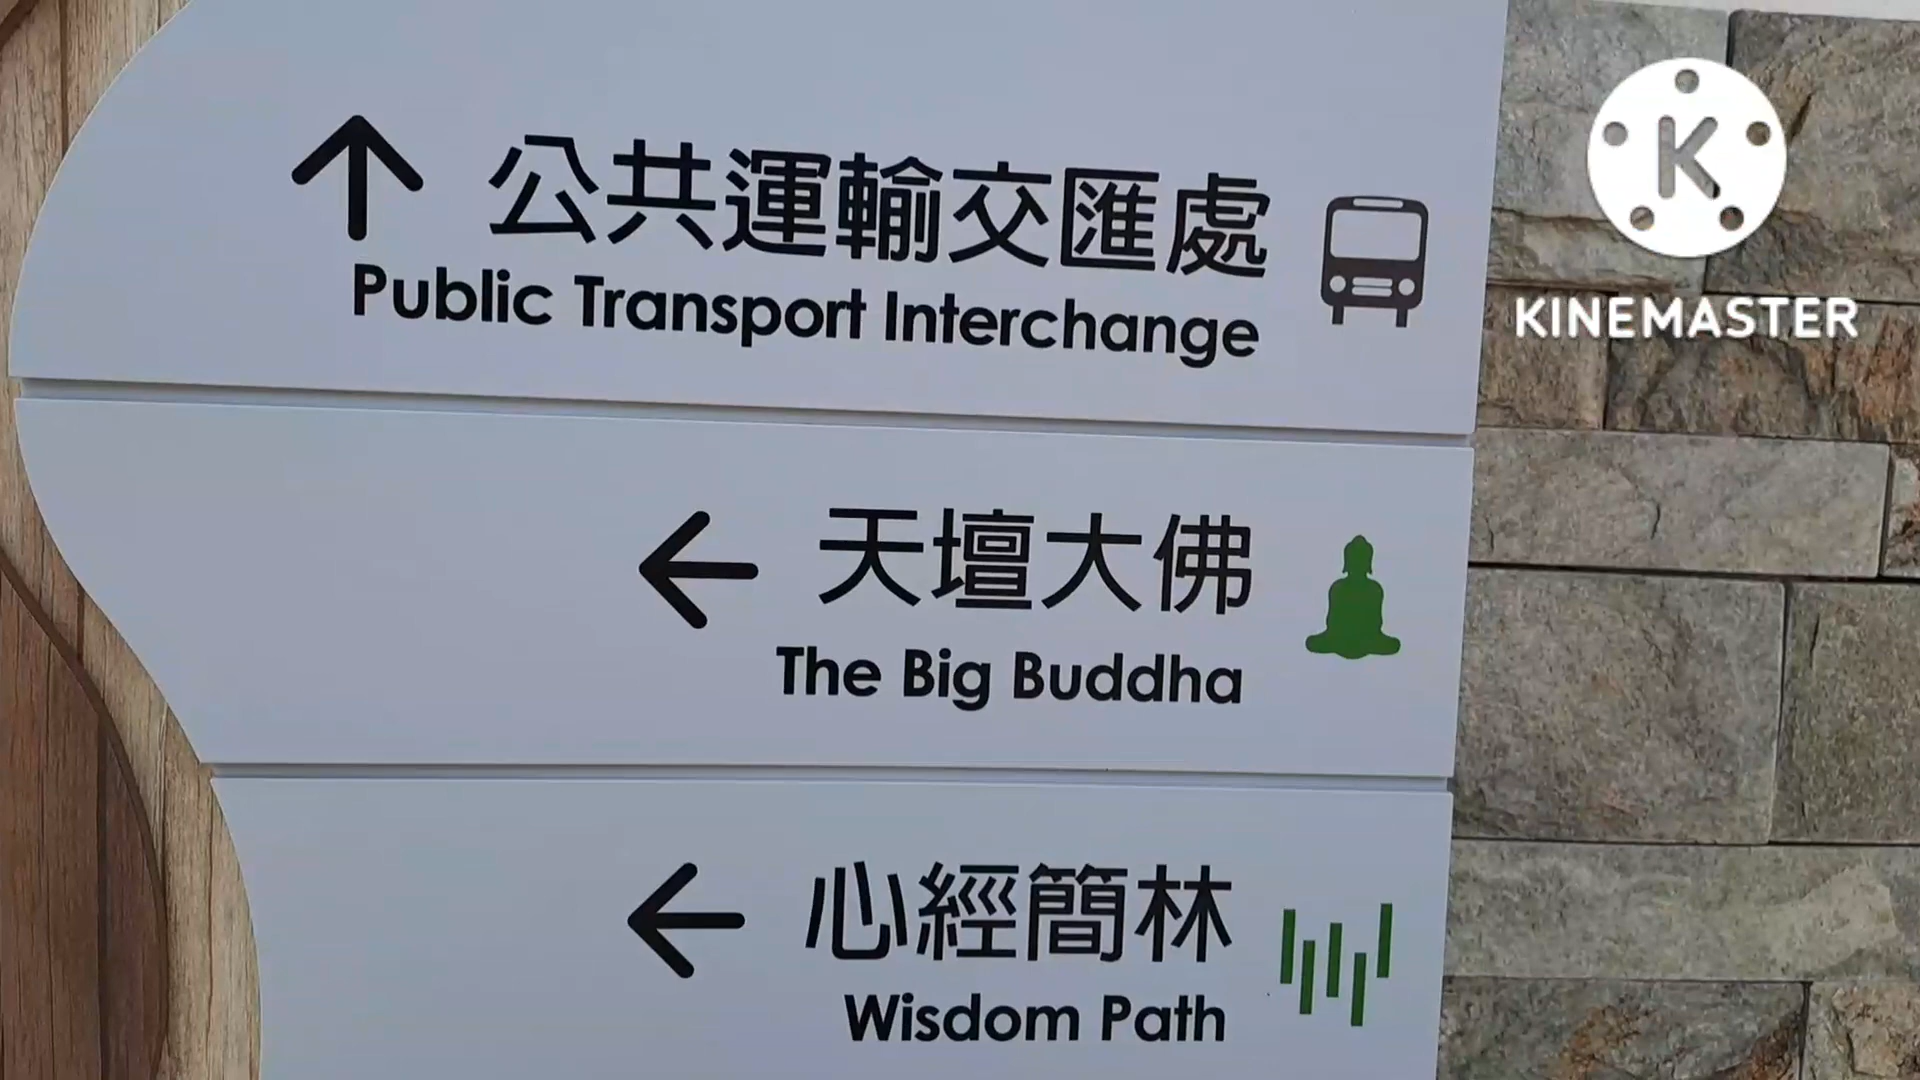 公共運輸交匯處
Public Transport Interchange
天壇大佛
The Big Buddha
心經簡林
Wisdom Path
K
KINEMASTER